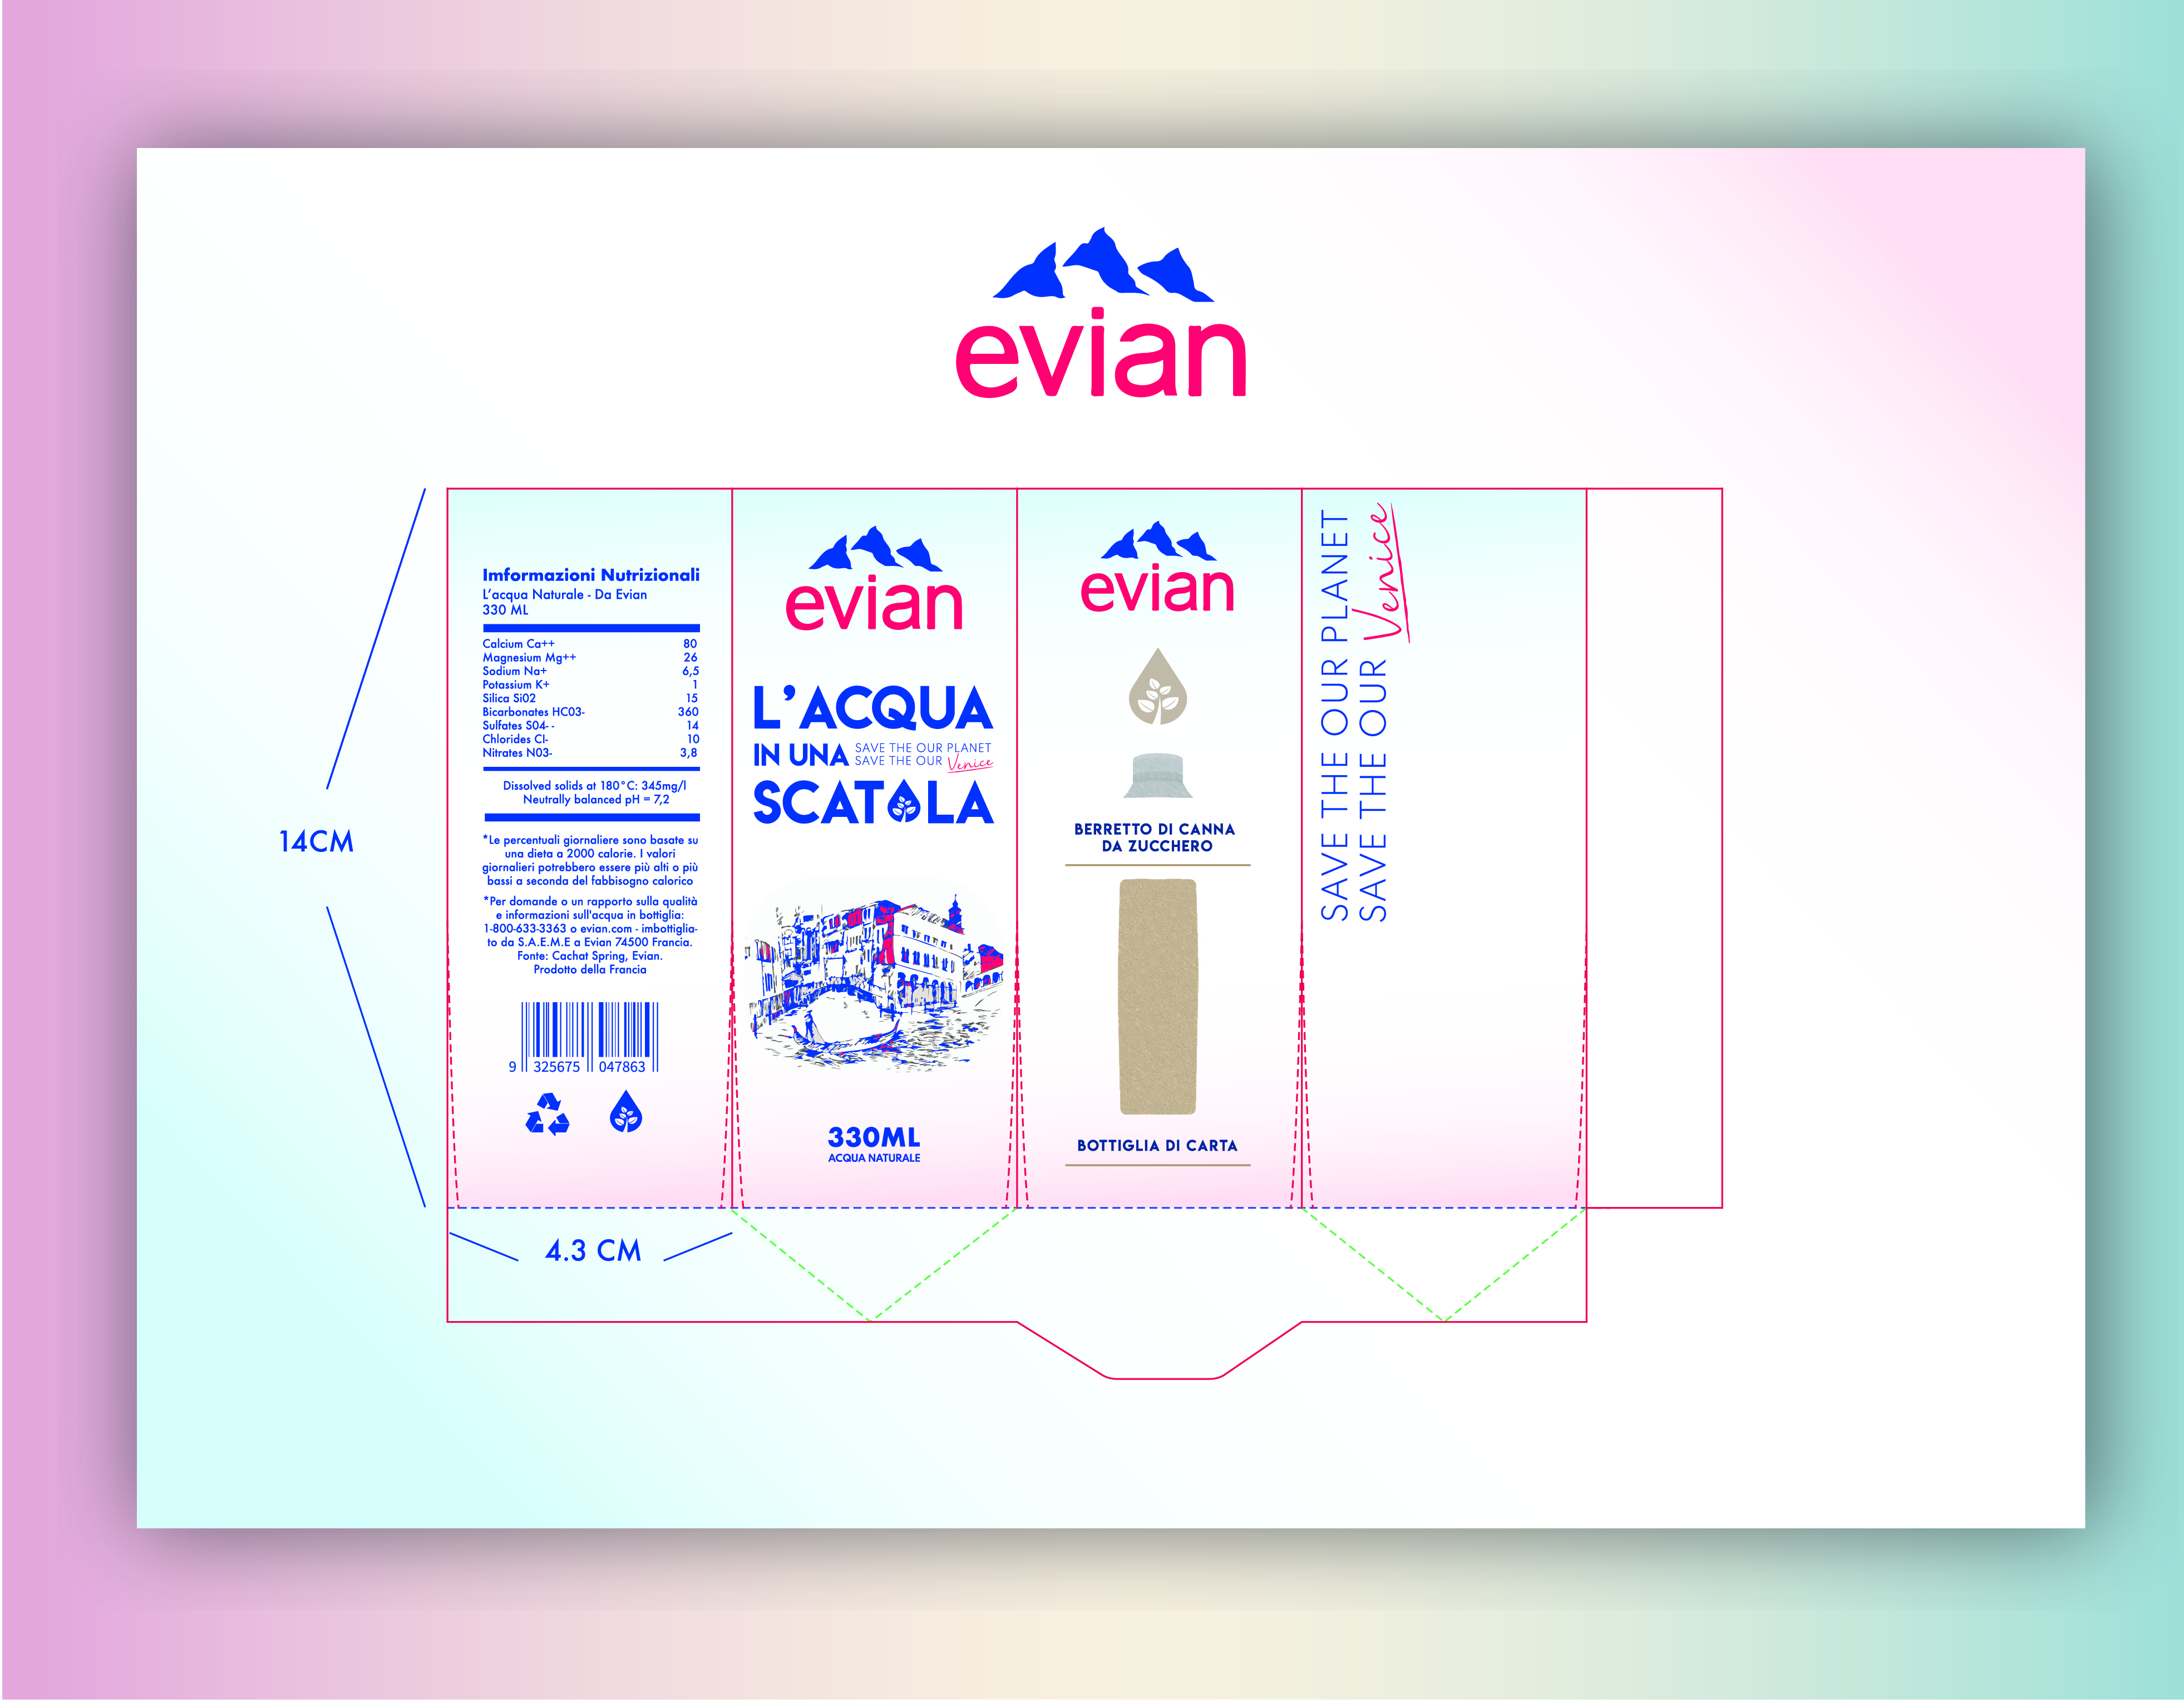 evian
Imformazioni Nutrizionali
L'acqua Naturale - Da Evian
330 ML
Calcium Ca++ 80
Magnesium Mg++ 26
Sodium Na+ 6,5
Potassium K+ 1
Silica Si02 15
Bicarbonates HC03- 360
Sulfates S04- - 14
Chlorides Cl- 10
Nitrates N03- 3,8
Dissolved solids at 180°C: 345mg/l
Neutrally balanced pH = 7,2
*Le percentuali giornaliere sono basate su
una dieta a 2000 calorie. I valori
giornalieri potrebbero essere più alti o più
bassi a seconda del fabbisogno calorico
*Per domande o un rapporto sulla qualità
e informazioni sull'acqua in bottiglia:
1-800-633-3363 o evian.com - imbottiglia-
to da S.A.E.M.E a Evian 74500 Francia.
Fonte: Cachat Spring, Evian.
Prodotto della Francia
9 325675 047863
evian
L'ACQUA
IN UNA
SAVE THE OUR PLANET
SAVE THE OUR Venice
SCATOLA
330ML
ACQUA NATURALE
evian
BERRETTO DI CANNA
DA ZUCCHERO
BOTTIGLIA DI CARTA
SAVE THE OUR PLANET
SAVE THE OUR Venice
14CM
4.3 CM